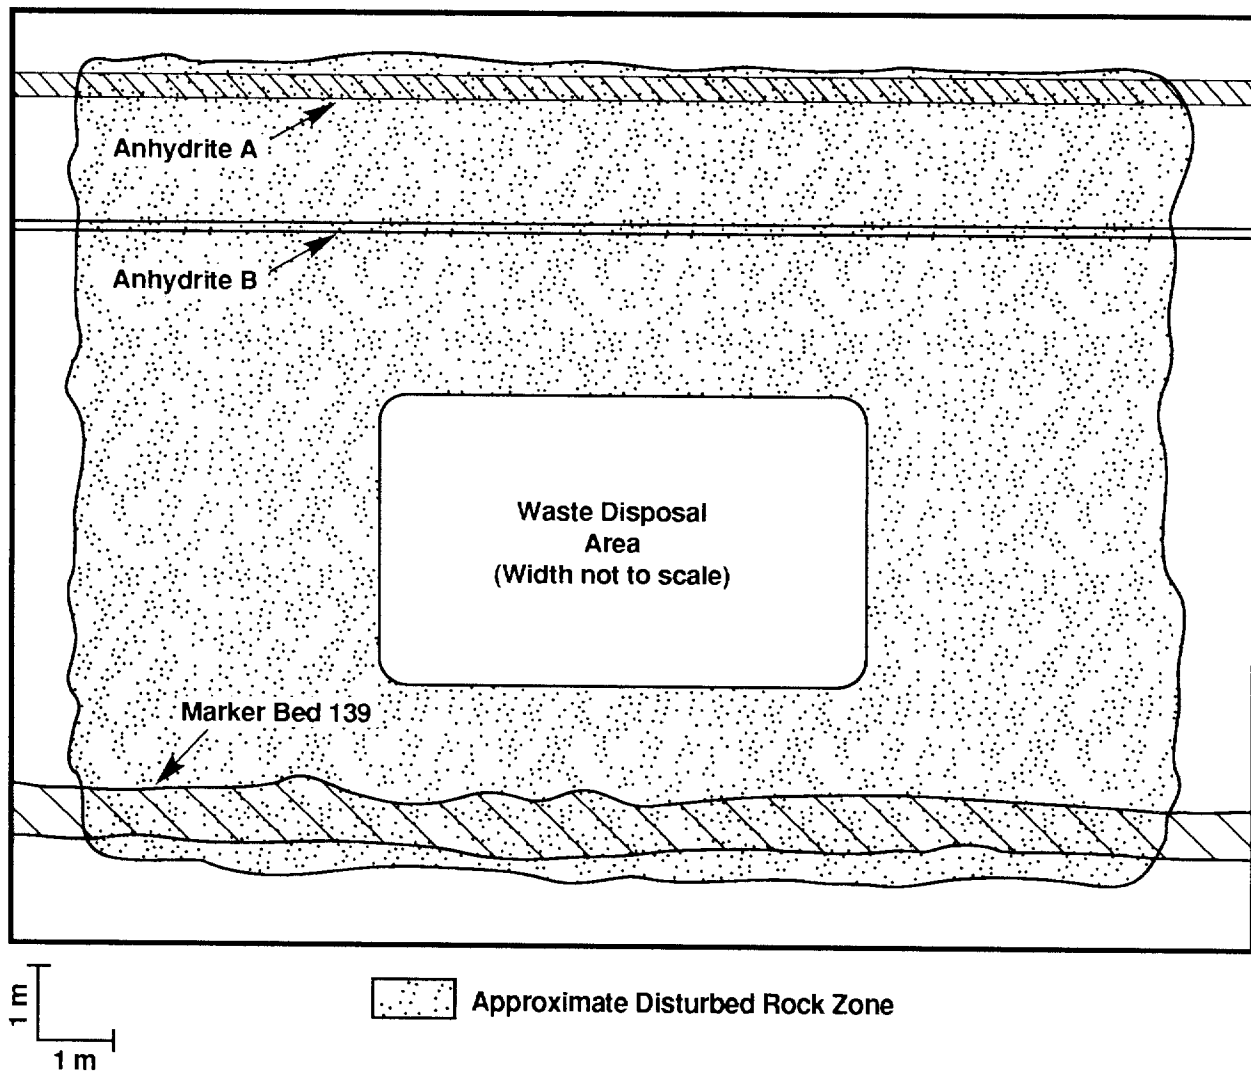 Anhydrite A
Anhydrite B
Waste Disposal
Area
(Width not to scale)
Marker Bed 139
1 m
1 m
Approximate Disturbed Rock Zone